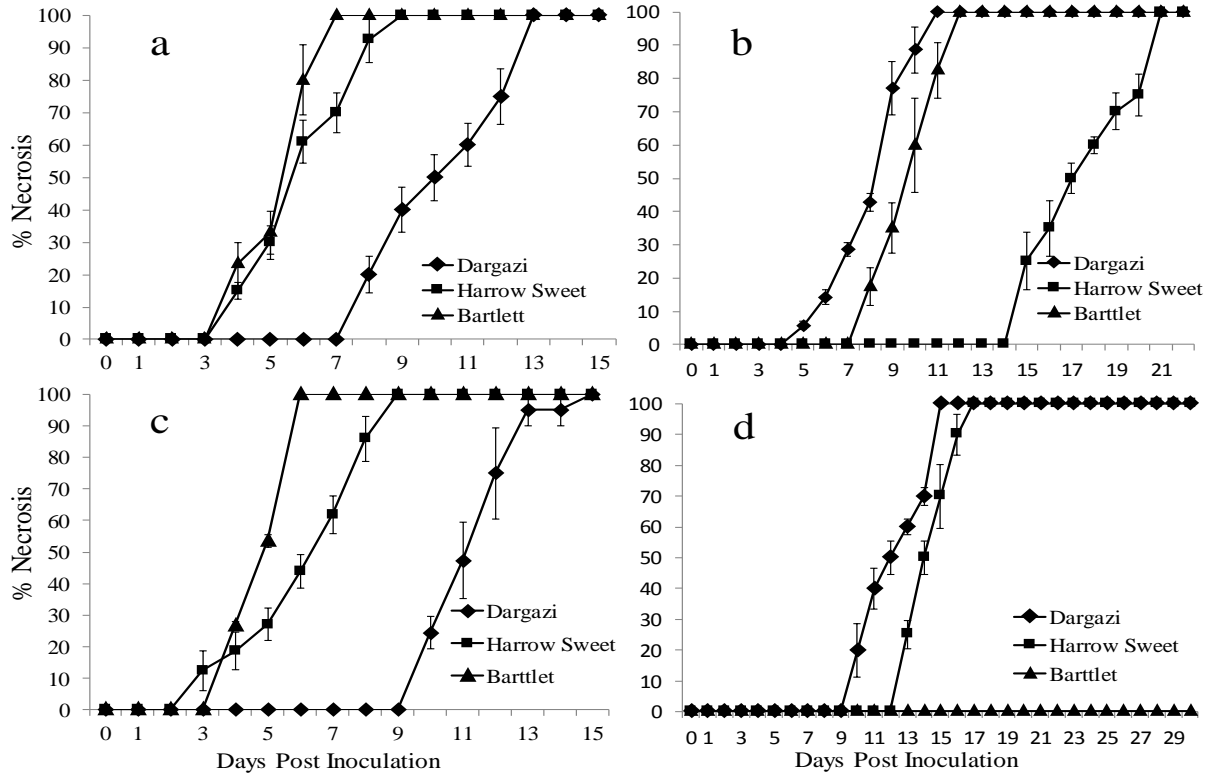 a
% Necrosis
100
90
80
70
60
50
40
30
20
10
0
Dargazi
Harrow Sweet
Bartlett
0 1 3 5 7 9 11 13 15
b
100
90
80
70
60
50
40
30
20
10
0
Dargazi
Harrow Sweet
Barttlet
0 1 3 5 7 9 11 13 15 17 19 21
c
% Necrosis
100
90
80
70
60
50
40
30
20
10
0
Dargazi
Harrow Sweet
Barttlet
0 1 3 5 7 9 11 13 15
Days Post Inoculation
d
100
90
80
70
60
50
40
30
20
10
0
Dargazi
Harrow Sweet
Barttlet
0 1 3 5 7 9 11 13 15 17 19 21 23 25 27 29
Days Post Inoculation